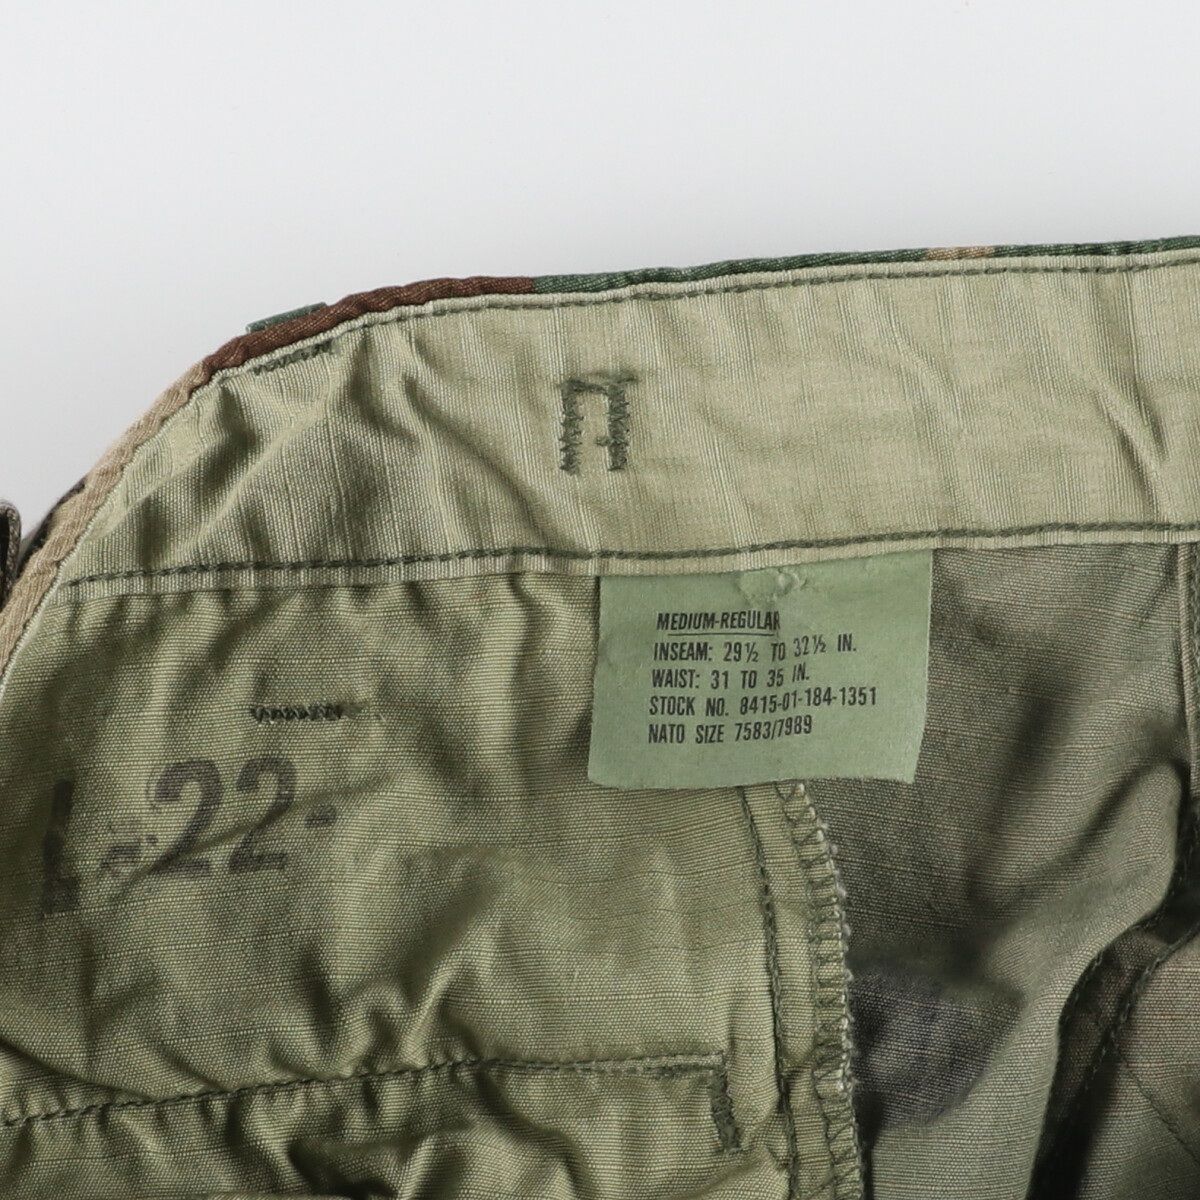 MEDIUM-REGULAR
INSEAM: 29½ TO 32½ IN.
WAIST: 31 TO 35 IN.
STOCK NO. 8415-01-184-1351
NATO SIZE 7583/7989
22